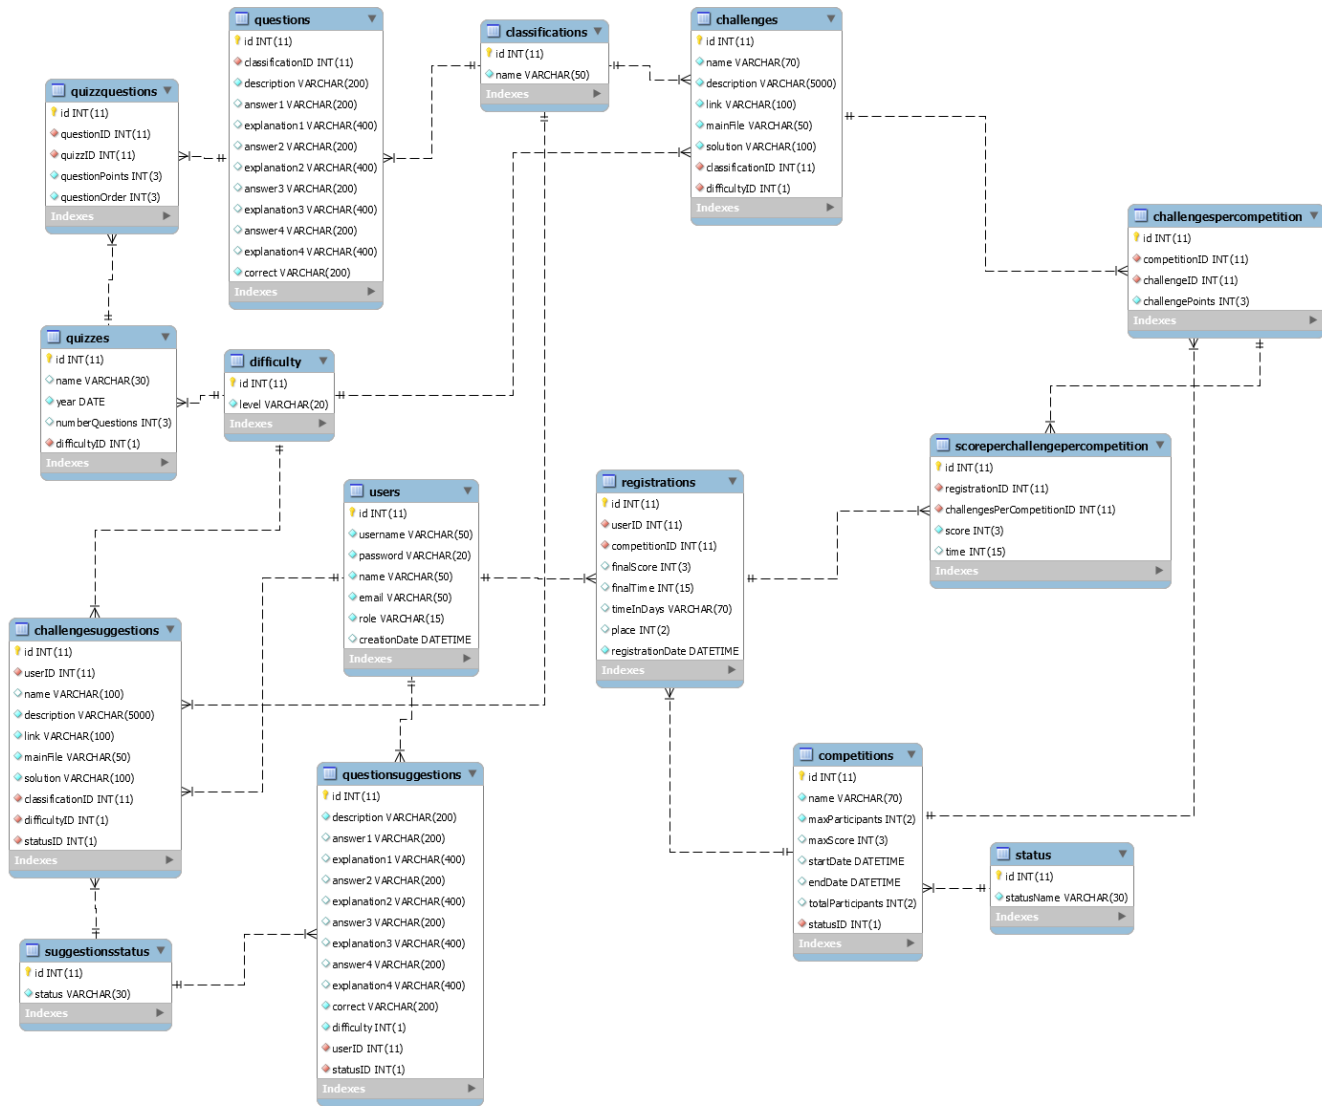 questions
id INT(11)
classificationID INT(11)
description VARCHAR(200)
answer1 VARCHAR(200)
explanation1 VARCHAR(400)
answer2 VARCHAR(200)
explanation2 VARCHAR(400)
answer3 VARCHAR(200)
explanation3 VARCHAR(400)
answer4 VARCHAR(200)
explanation4 VARCHAR(400)
correct VARCHAR(200)
Indexes
classifications
id INT(11)
name VARCHAR(50)
Indexes
challenges
id INT(11)
name VARCHAR(70)
description VARCHAR(5000)
link VARCHAR(100)
mainFile VARCHAR(50)
solution VARCHAR(100)
classificationID INT(11)
difficultyID INT(1)
Indexes
quizzquestions
id INT(11)
questionID INT(11)
quizzID INT(11)
questionPoints INT(3)
questionOrder INT(3)
Indexes
challengespercompetition
id INT(11)
competitionID INT(11)
challengeID INT(11)
challengePoints INT(3)
Indexes
quizzes
id INT(11)
name VARCHAR(30)
year DATE
numberQuestions INT(3)
difficultyID INT(1)
Indexes
difficulty
id INT(11)
level VARCHAR(20)
Indexes
scoreperchallengepercompetition
id INT(11)
registrationID INT(11)
challengesPerCompetitionID INT(11)
score INT(3)
time INT(15)
Indexes
users
id INT(11)
username VARCHAR(50)
password VARCHAR(20)
name VARCHAR(50)
email VARCHAR(50)
role VARCHAR(15)
creationDate DATETIME
Indexes
registrations
id INT(11)
userID INT(11)
competitionID INT(11)
finalScore INT(3)
finalTime INT(15)
timeInDays VARCHAR(70)
place INT(2)
registrationDate DATETIME
Indexes
challengesuggestions
id INT(11)
userID INT(11)
name VARCHAR(100)
description VARCHAR(5000)
link VARCHAR(100)
mainFile VARCHAR(50)
solution VARCHAR(100)
classificationID INT(11)
difficultyID INT(1)
statusID INT(1)
Indexes
questionsuggestions
id INT(11)
description VARCHAR(200)
answer1 VARCHAR(200)
explanation1 VARCHAR(400)
answer2 VARCHAR(200)
explanation2 VARCHAR(400)
answer3 VARCHAR(200)
explanation3 VARCHAR(400)
answer4 VARCHAR(200)
explanation4 VARCHAR(400)
correct VARCHAR(200)
difficulty INT(1)
userID INT(11)
statusID INT(1)
Indexes
competitions
id INT(11)
name VARCHAR(70)
maxParticipants INT(2)
maxScore INT(3)
startDate DATETIME
endDate DATETIME
totalParticipants INT(2)
statusID INT(1)
Indexes
status
id INT(11)
statusName VARCHAR(30)
Indexes
suggestionsstatus
id INT(11)
status VARCHAR(30)
Indexes